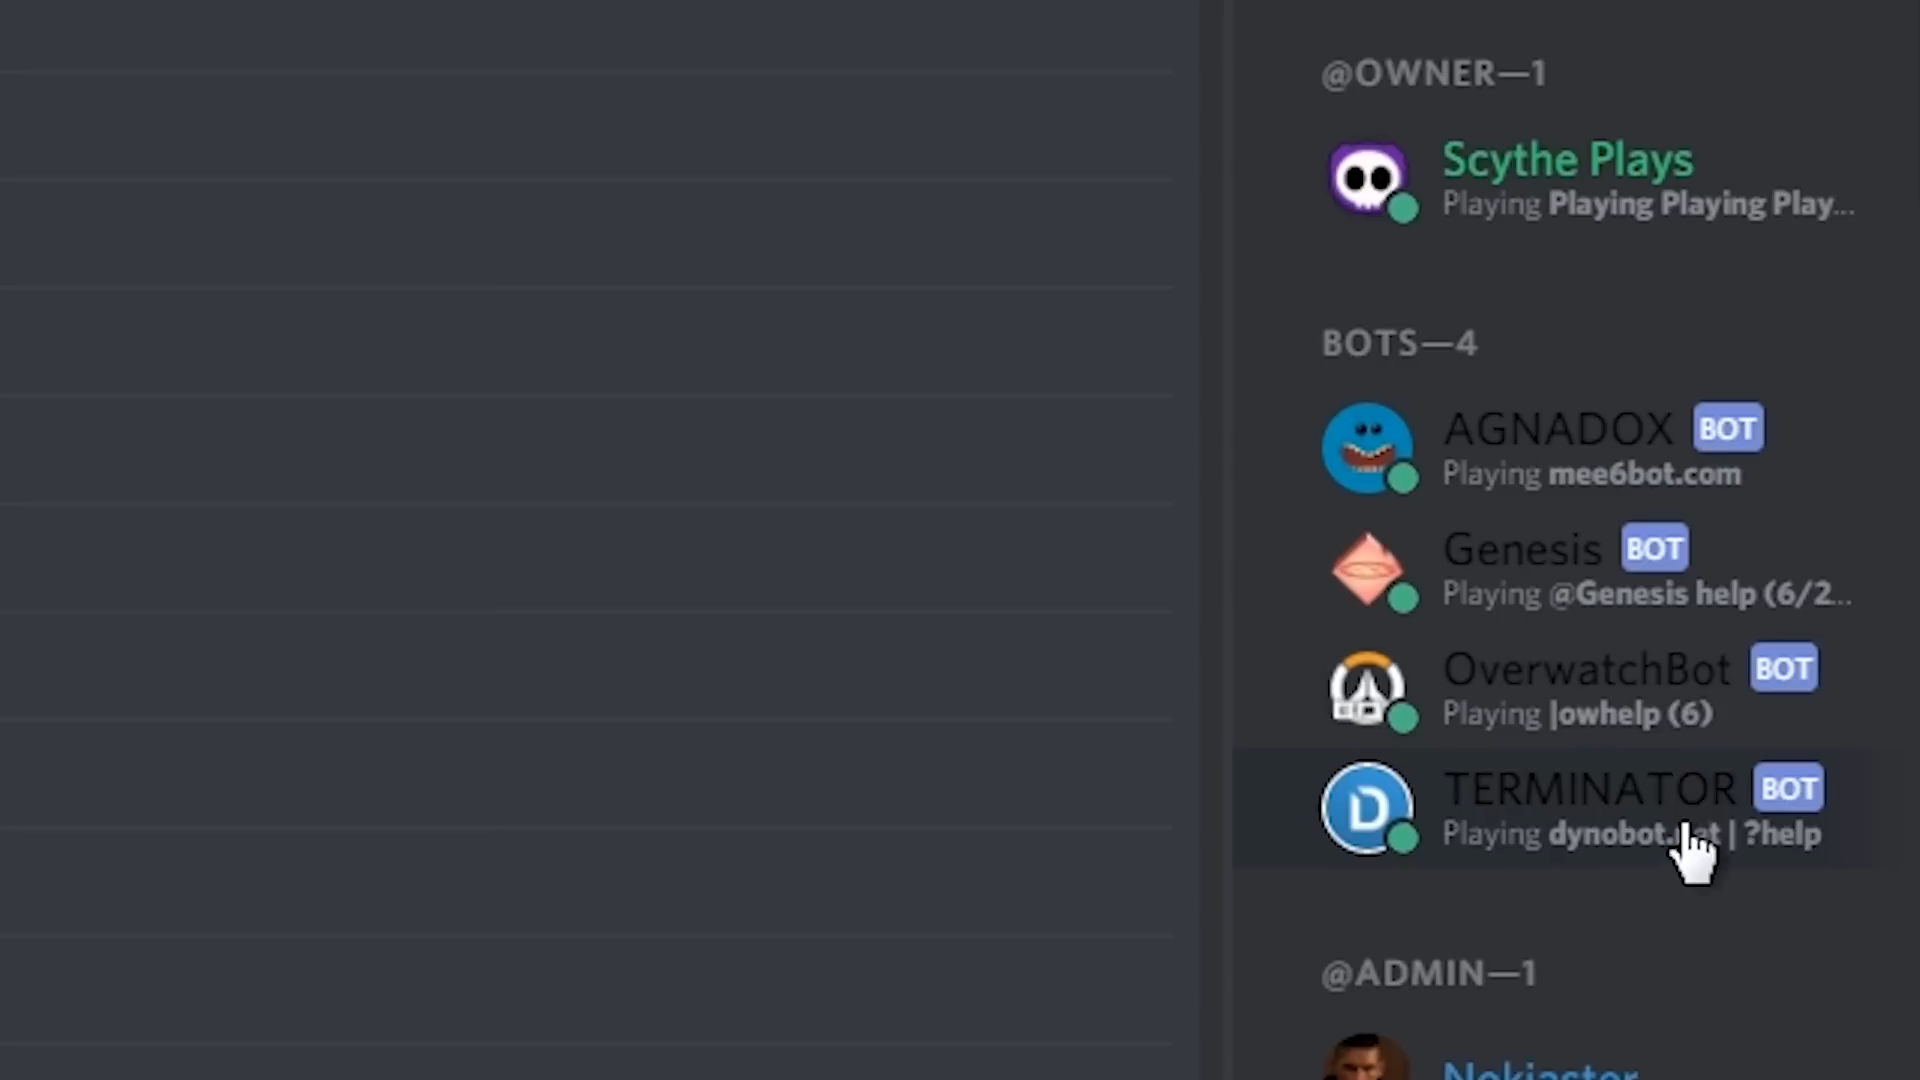 @OWNER—1
Scythe Plays
Playing Playing Playing Play...
BOTS—4
AGNADOX BOT
Playing mee6bot.com
Genesis BOT
Playing @Genesis help (6/2...
OverwatchBot BOT
Playing |owhelp (6)
TERMINATOR BOT
Playing | ?help
@ADMIN—1